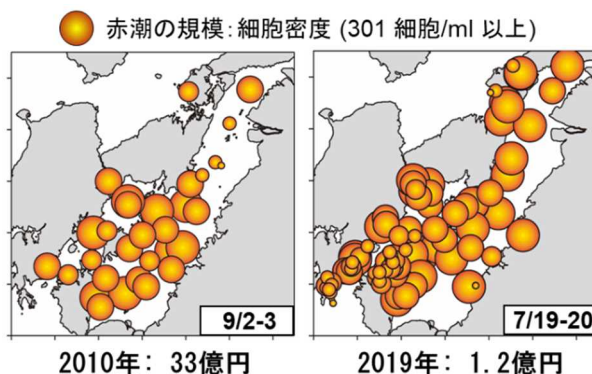 赤潮の規模：細胞密度 (301 細胞/ml 以上)
9/2-3
7/19-20
2010年： 33億円
2019年： 1.2億円